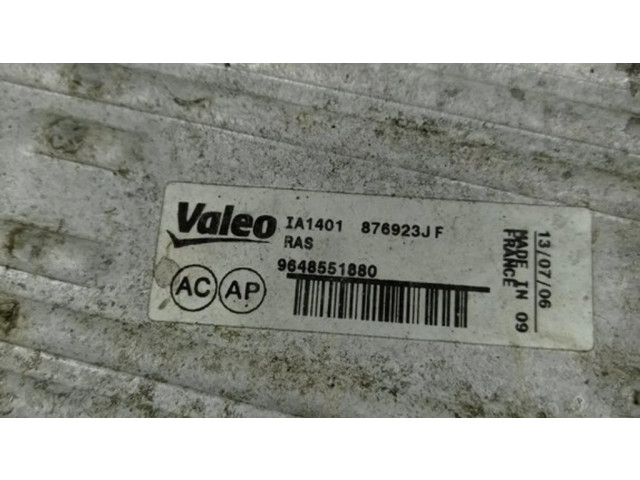 Valeo IA1401 876923J F
RAS
9648551880
AC AP
13/07/06
MADE IN 09
FRANCE